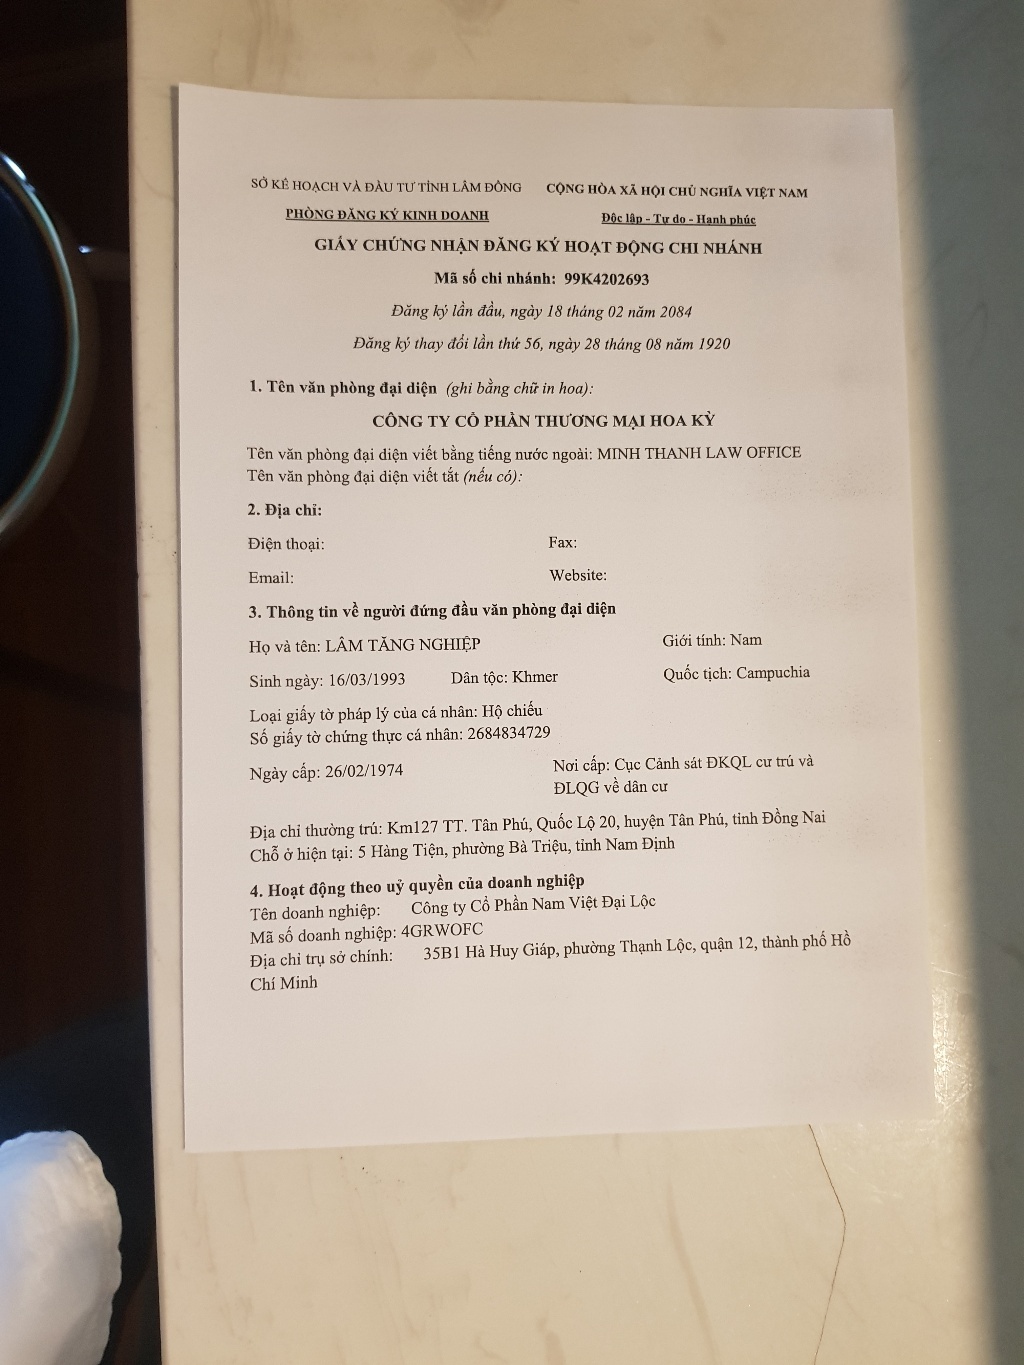 SỞ KẾ HOẠCH VÀ ĐẦU TƯ TỈNH LÂM ĐỒNG CỘNG HÒA XÃ HỘI CHỦ NGHĨA VIỆT NAM
PHÒNG ĐĂNG KÝ KINH DOANH Độc lập - Tự do - Hạnh phúc
GIẤY CHỨNG NHẬN ĐĂNG KÝ HOẠT ĐỘNG CHI NHÁNH
Mã số chi nhánh: 99K4202693
Đăng ký lần đầu, ngày 18 tháng 02 năm 2084
Đăng ký thay đổi lần thứ 56, ngày 28 tháng 08 năm 1920
1. Tên văn phòng đại diện (ghi bằng chữ in hoa):
CÔNG TY CỔ PHẦN THƯƠNG MẠI HOA KỲ
Tên văn phòng đại diện viết bằng tiếng nước ngoài: MINH THANH LAW OFFICE
Tên văn phòng đại diện viết tắt (nếu có):
2. Địa chỉ:
Điện thoại: Fax:
Email: Website:
3. Thông tin về người đứng đầu văn phòng đại diện
Họ và tên: LÂM TĂNG NGHIỆP Giới tính: Nam
Sinh ngày: 16/03/1993 Dân tộc: Khmer Quốc tịch: Campuchia
Loại giấy tờ pháp lý của cá nhân: Hộ chiếu
Số giấy tờ chứng thực cá nhân: 2684834729
Ngày cấp: 26/02/1974 Nơi cấp: Cục Cảnh sát ĐKQL cư trú và
ĐLQG về dân cư
Địa chỉ thường trú: Km127 TT. Tân Phú, Quốc Lộ 20, huyện Tân Phú, tỉnh Đồng Nai
Chỗ ở hiện tại: 5 Hàng Tiện, phường Bà Triệu, tỉnh Nam Định
4. Hoạt động theo uỷ quyền của doanh nghiệp
Tên doanh nghiệp: Công ty Cổ Phần Nam Việt Đại Lộc
Mã số doanh nghiệp: 4GRWOFC
Địa chỉ trụ sở chính: 35B1 Hà Huy Giáp, phường Thạnh Lộc, quận 12, thành phố Hồ
Chí Minh